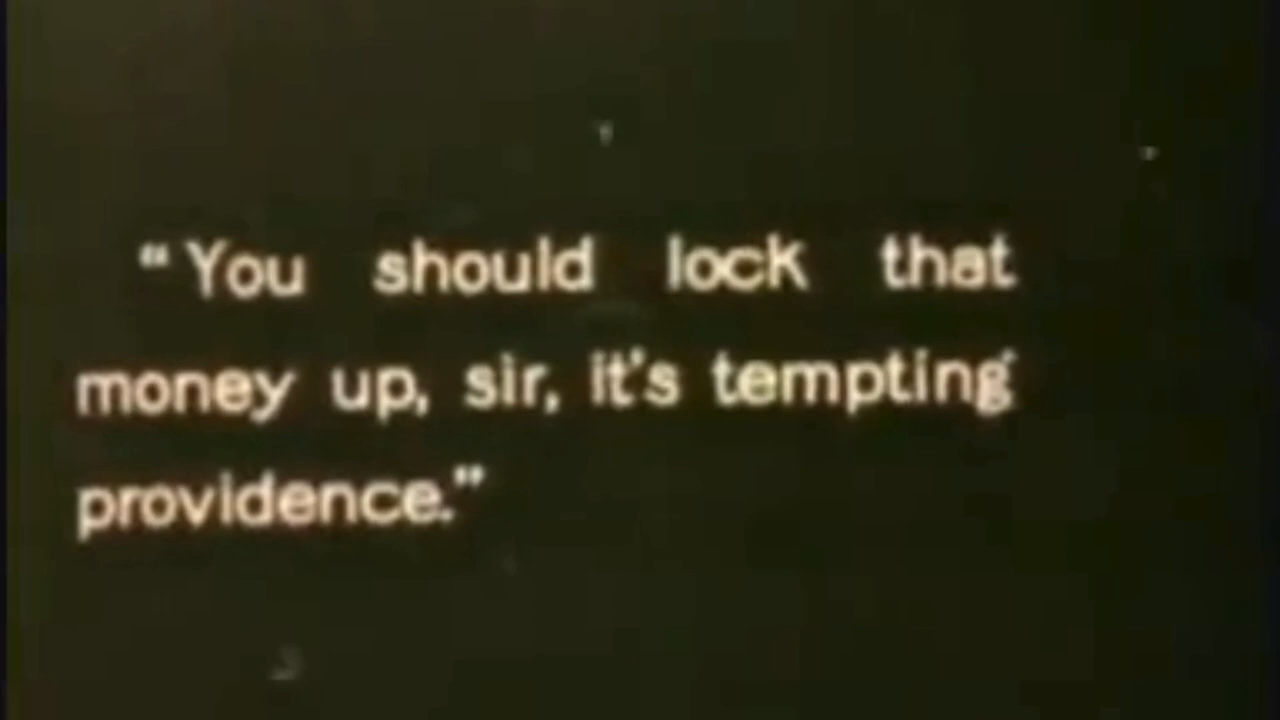 “You should lock that
money up, sir, it's tempting
providence.”